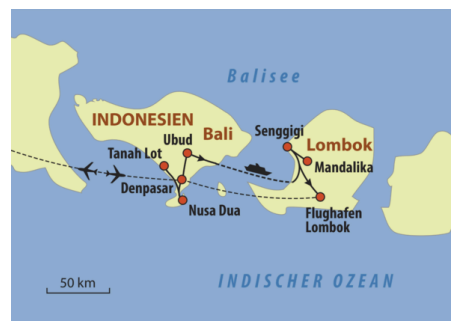 Balisee
INDONESIEN
Bali
Ubud
Tanah Lot
Senggigi
Lombok
Mandalika
Denpasar
Nusa Dua
Flughafen
Lombok
50 km
INDISCHER OZEAN